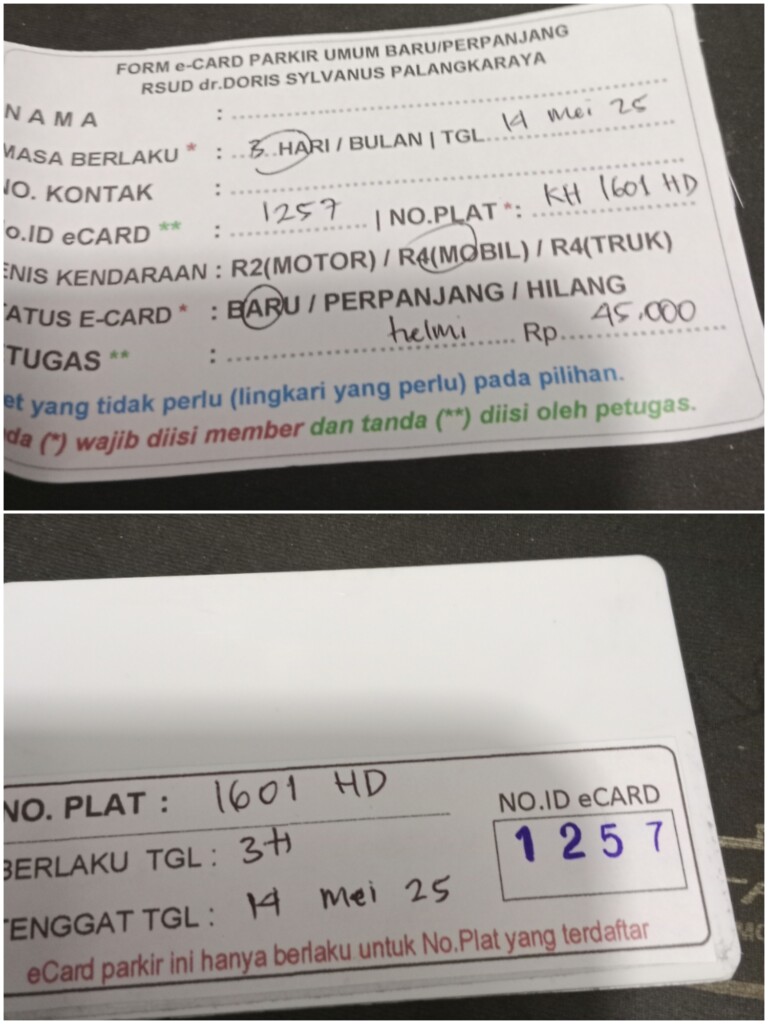 FORM e-CARD PARKIR UMUM BARU/PERPANJANG
RSUD dr.DORIS SYLVANUS PALANGKARAYA
NAMA :
MASA BERLAKU * : 3 HARI / BULAN | TGL 14 Mei 25
NO. KONTAK :
No.ID eCARD ** : 1257 | NO.PLAT *: KH 1601 HD
ENIS KENDARAAN : R2(MOTOR) / R4(MOBIL) / R4(TRUK)
ATUS E-CARD * : BARU / PERPANJANG / HILANG
TUGAS ** : helmi Rp. 45.000
et yang tidak perlu (lingkari yang perlu) pada pilihan.
da (*) wajib diisi member dan tanda (**) diisi oleh petugas.
NO. PLAT : 1601 HD
BERLAKU TGL : 3H
TENGGAT TGL : 14 Mei 25
NO.ID eCARD
1257
eCard parkir ini hanya berlaku untuk No.Plat yang terdaftar